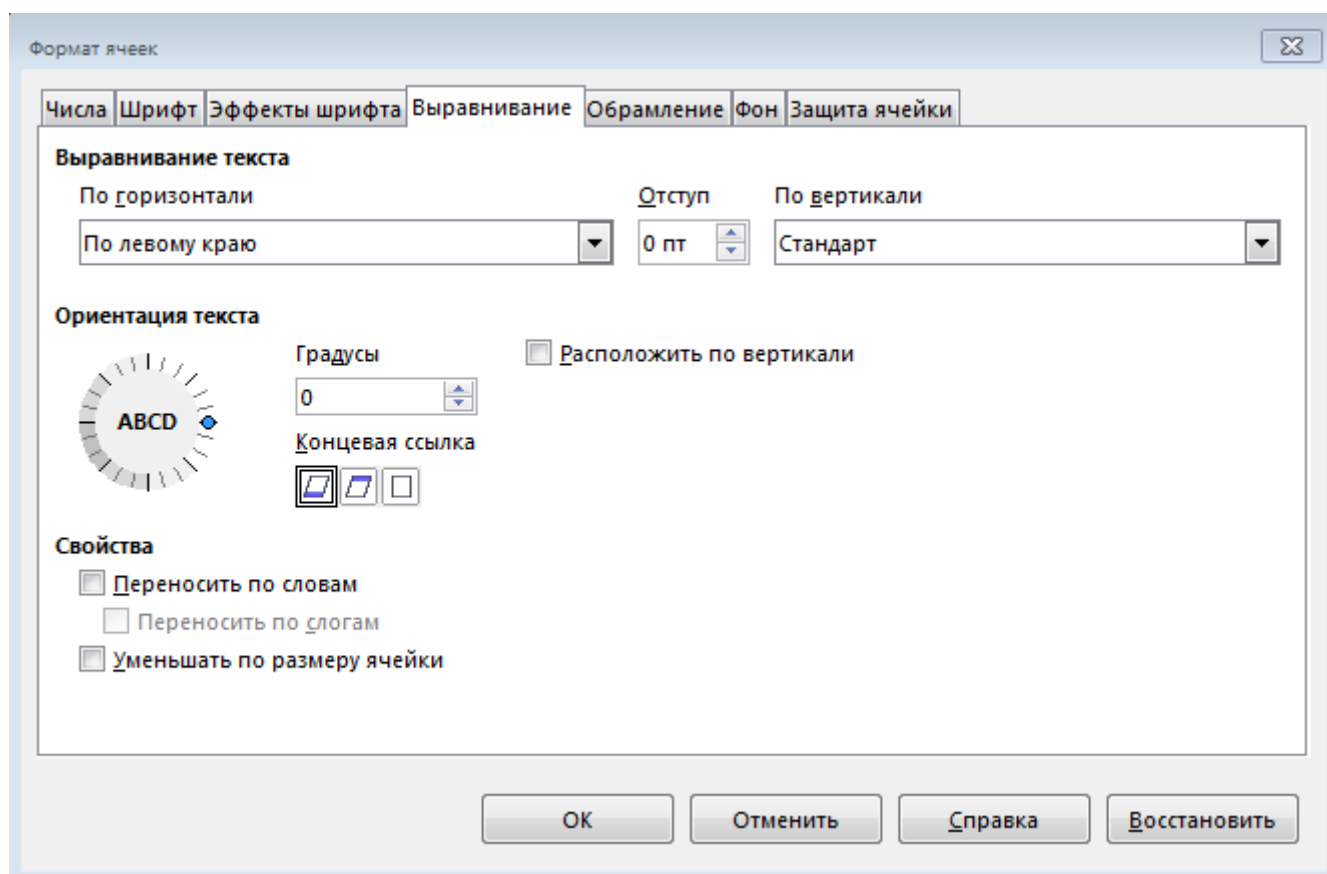 Формат ячеек
Числа Шрифт Эффекты шрифта Выравнивание Обрамление Фон Защита ячейки
Выравнивание текста
По горизонтали Отступ По вертикали
По левому краю 0 пт Стандарт
Ориентация текста
Градусы Расположить по вертикали
0
ABCD
Концевая ссылка
Свойства
Переносить по словам
Переносить по слогам
Уменьшать по размеру ячейки
ОК Отменить Справка Восстановить